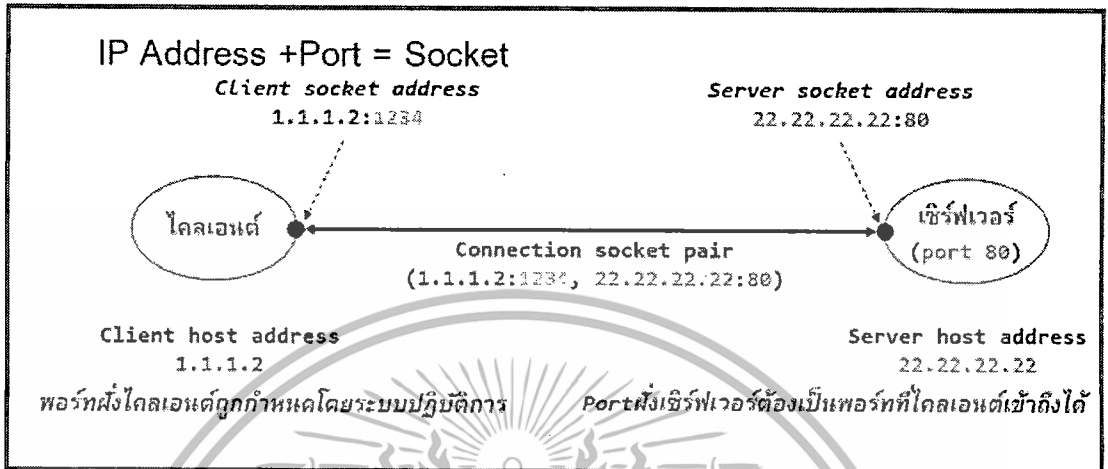 IP Address +Port = Socket
Client socket address
1.1.1.2:1234
Server socket address
22.22.22.22:80
ไคลเอนต์
เซิร์ฟเวอร์
(port 80)
Connection socket pair
(1.1.1.2:1234, 22.22.22.22:80)
Client host address
1.1.1.2
Server host address
22.22.22.22
พอร์ทฝั่งไคลเอนต์ถูกกำหนดโดยระบบปฏิบัติการ
Portฝั่งเซิร์ฟเวอร์ต้องเป็นพอร์ทที่ไคลเอนต์เข้าถึงได้